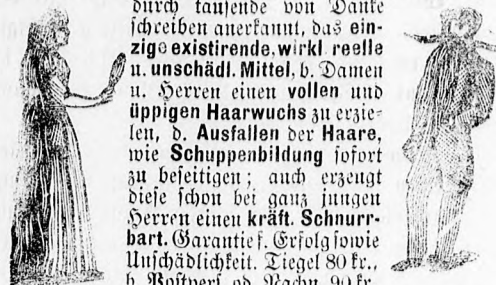 durch tausende von Danke
schreiben anerkannt, das ein-
zige existirende, wirkl. reelle
u. unschädl. Mittel, b. Damen
u. Herren einen vollen und
üppigen Haarwuchs zu erzie-
len, d. Ausfallen der Haare,
wie Schuppenbildung sofort
zu beseitigen; auch erzeugt
diese schon bei ganz jungen
Herren einen kräft. Schnurr-
bart. Garantie f. Erfolg sowie
Unschädlichkeit. Tiegel 80 kr.,
b. Postvers. od. Nachn. 90 kr.